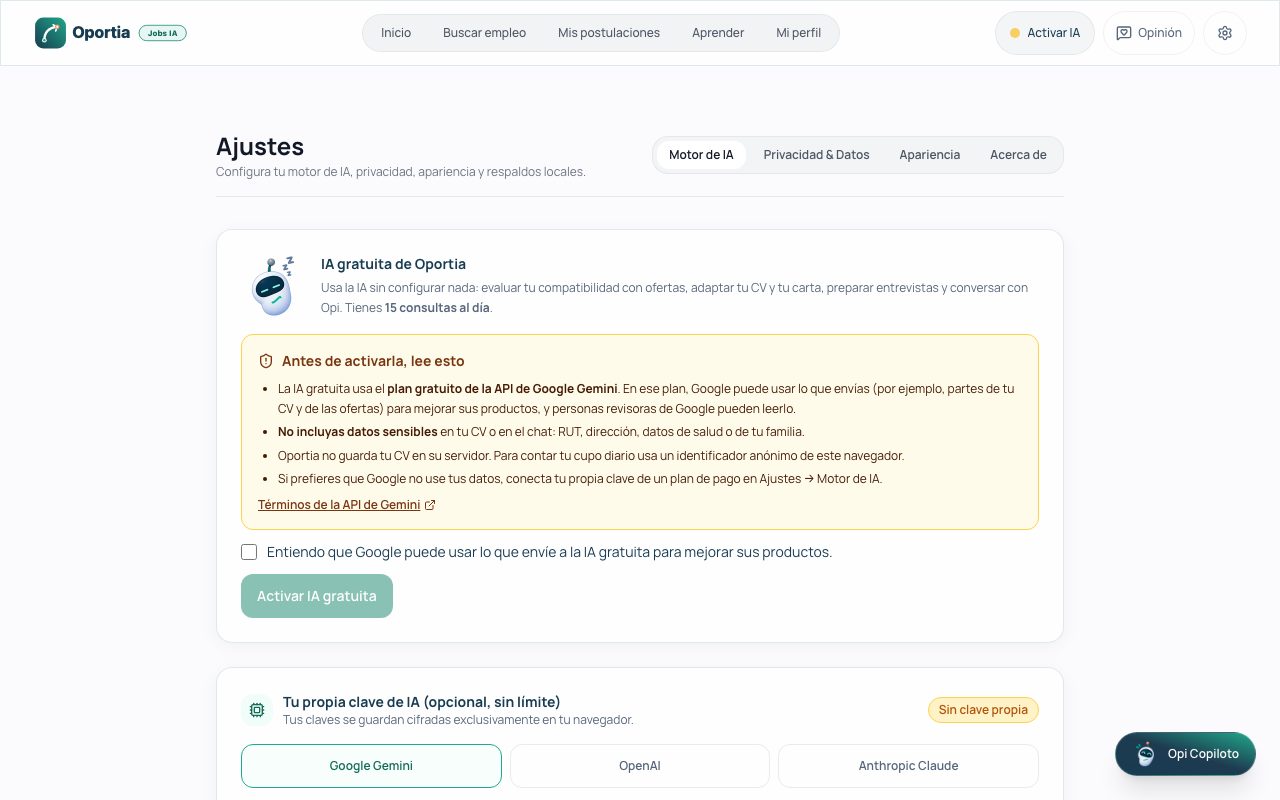 Oportia
Jobs IA
Inicio
Buscar empleo
Mis postulaciones
Aprender
Mi perfil
Activar IA
Opinión
Ajustes
Configura tu motor de IA, privacidad, apariencia y respaldos locales.
Motor de IA
Privacidad & Datos
Apariencia
Acerca de
IA gratuita de Oportia
Usa la IA sin configurar nada: evaluar tu compatibilidad con ofertas, adaptar tu CV y tu carta, preparar entrevistas y conversar con
Opi. Tienes 15 consultas al día.
Antes de activarla, lee esto
• La IA gratuita usa el plan gratuito de la API de Google Gemini. En ese plan, Google puede usar lo que envías (por ejemplo, partes de tu
CV y de las ofertas) para mejorar sus productos, y personas revisoras de Google pueden leerlo.
• No incluyas datos sensibles en tu CV o en el chat: RUT, dirección, datos de salud o de tu familia.
• Oportia no guarda tu CV en su servidor. Para contar tu cupo diario usa un identificador anónimo de este navegador.
• Si prefieres que Google no use tus datos, conecta tu propia clave de un plan de pago en Ajustes → Motor de IA.
Términos de la API de Gemini
Entiendo que Google puede usar lo que envíe a la IA gratuita para mejorar sus productos.
Activar IA gratuita
Tu propia clave de IA (opcional, sin límite)
Tus claves se guardan cifradas exclusivamente en tu navegador.
Sin clave propia
Google Gemini
OpenAI
Anthropic Claude
Opi Copiloto